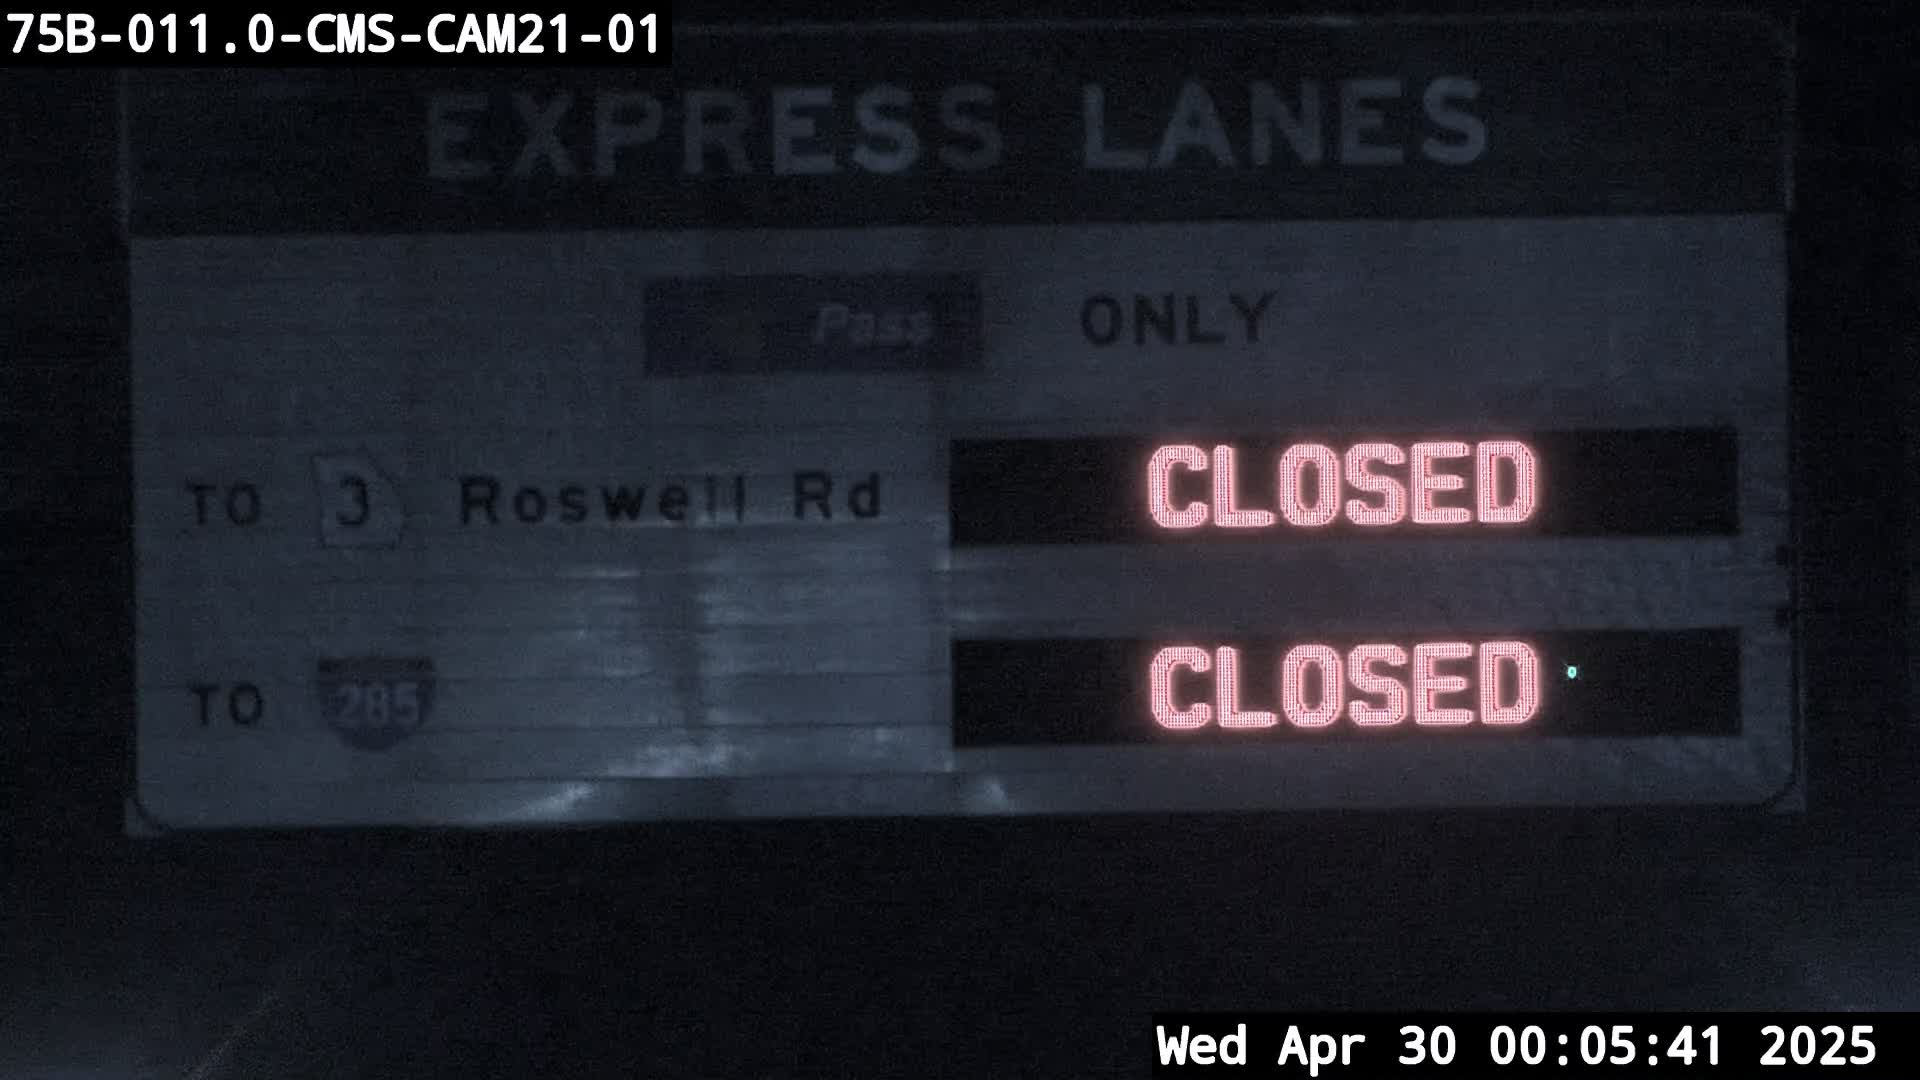 75B-011.0-CMS-CAM21-01
EXPRESS LANES
Pass ONLY
TO 3 Roswell Rd CLOSED
TO 285 CLOSED
Wed Apr 30 00:05:41 2025